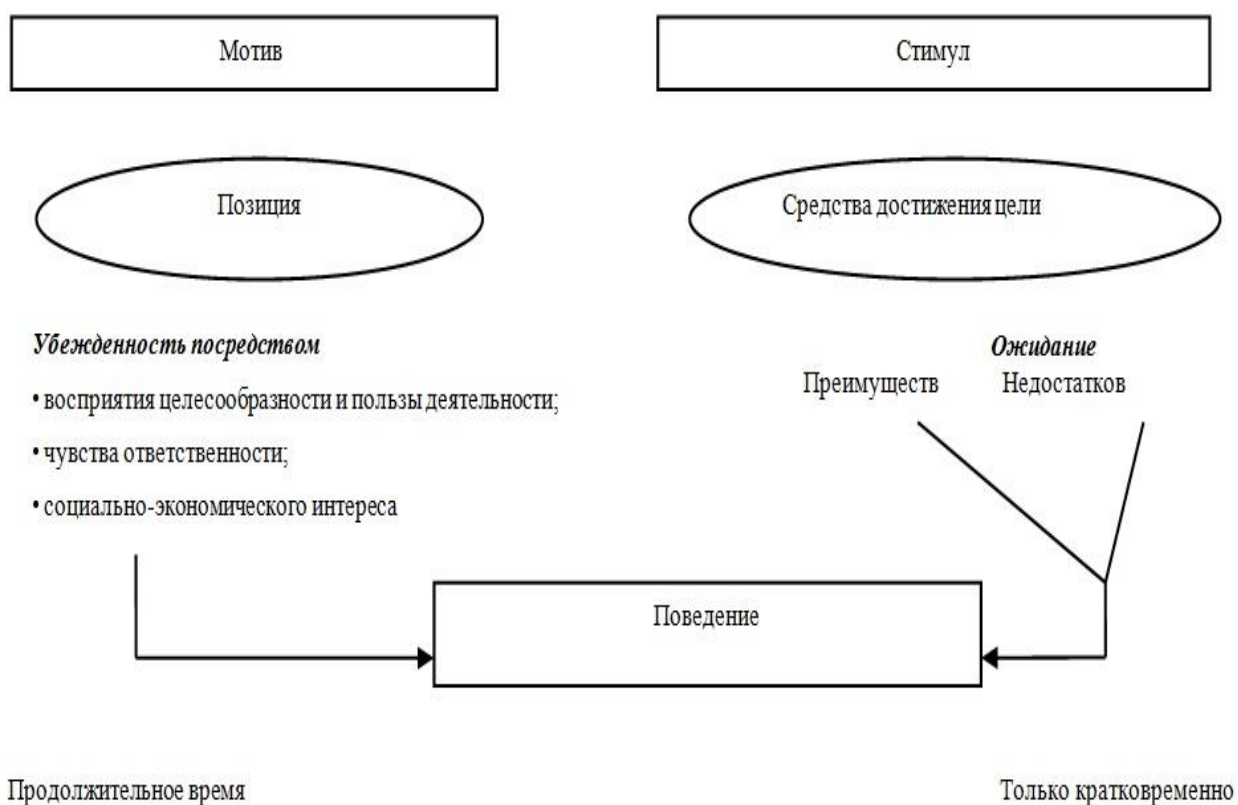 Мотив
Стимул
Позиция
Средства достижения цели
Убежденность посредством
• восприятия целесообразности и пользы деятельности;
• чувства ответственности;
• социально-экономического интереса
Ожидание
Преимуществ Недостатков
Поведение
Продолжительное время
Только кратковременно